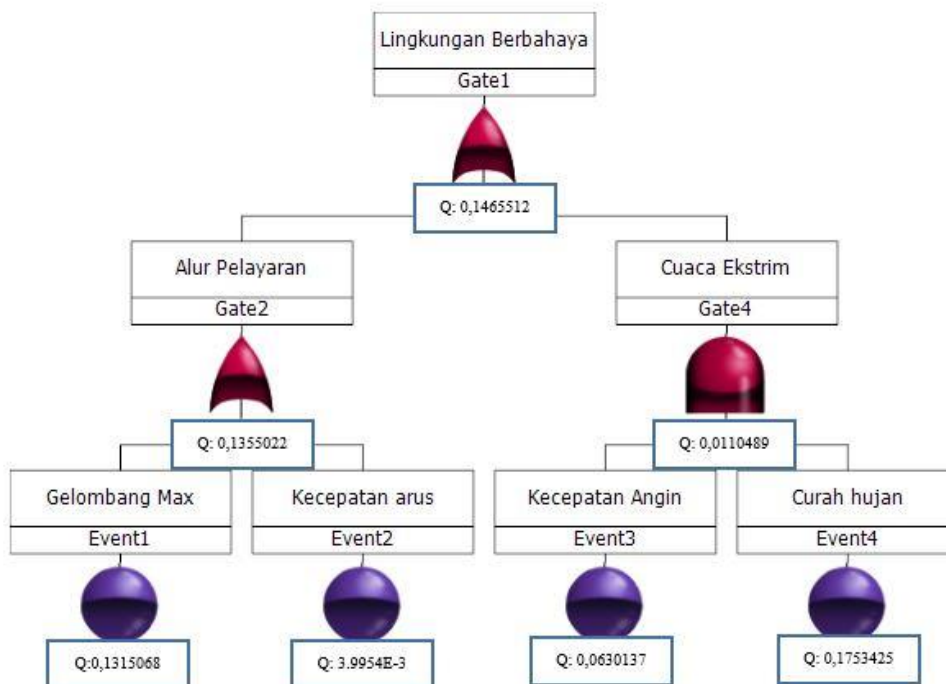 Lingkungan Berbahaya
Gate1
Q: 0,1465512
Alur Pelayaran
Gate2
Cuaca Ekstrim
Gate4
Q: 0,1355022
Q: 0,0110489
Gelombang Max
Event1
Kecepatan arus
Event2
Kecepatan Angin
Event3
Curah hujan
Event4
Q:0,1315068
Q: 3.9954E-3
Q: 0,0630137
Q: 0,1753425